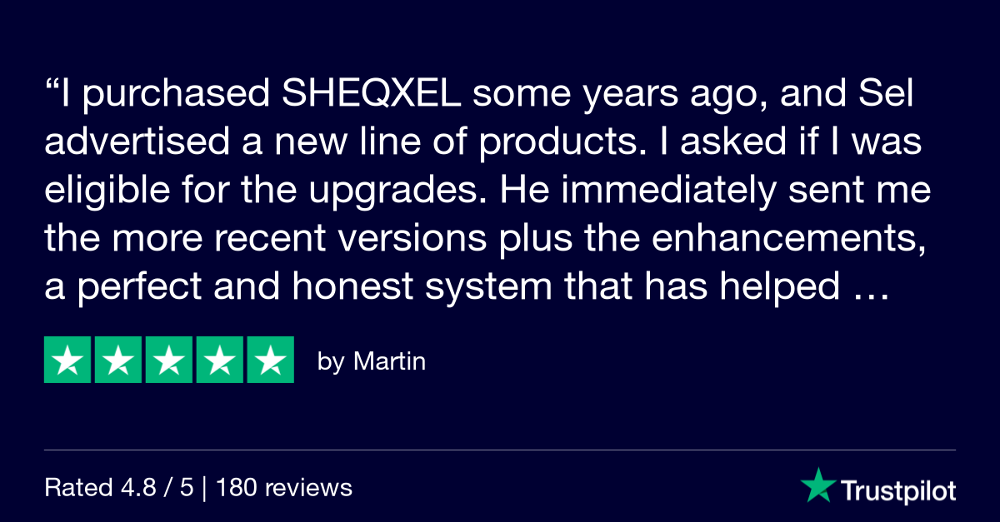 “I purchased SHEQXEL some years ago, and Sel
advertised a new line of products. I asked if I was
eligible for the upgrades. He immediately sent me
the more recent versions plus the enhancements,
a perfect and honest system that has helped …
by Martin
Rated 4.8 / 5 | 180 reviews
Trustpilot